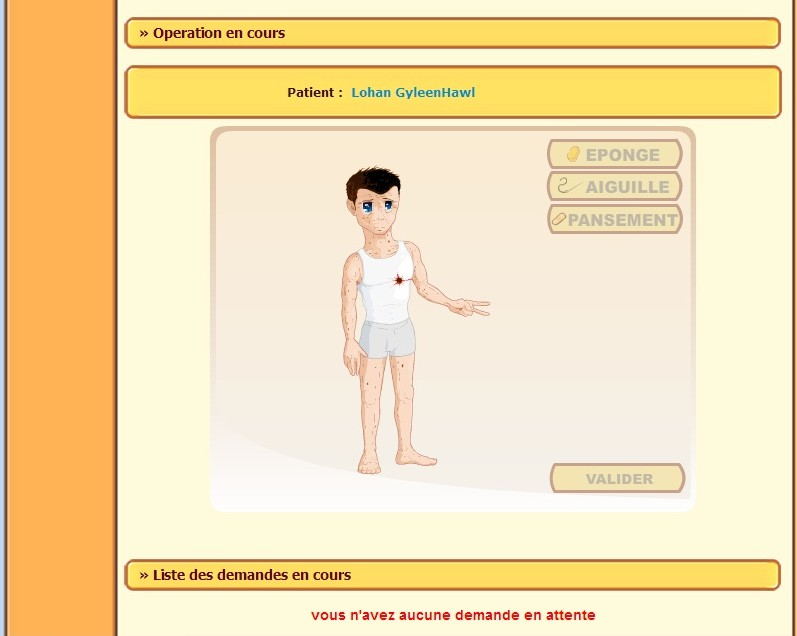 » Operation en cours
Patient : Lohan GyleenHawl
EPONGE
AIGUILLE
PANSEMENT
VALIDER
» Liste des demandes en cours
vous n'avez aucune demande en attente